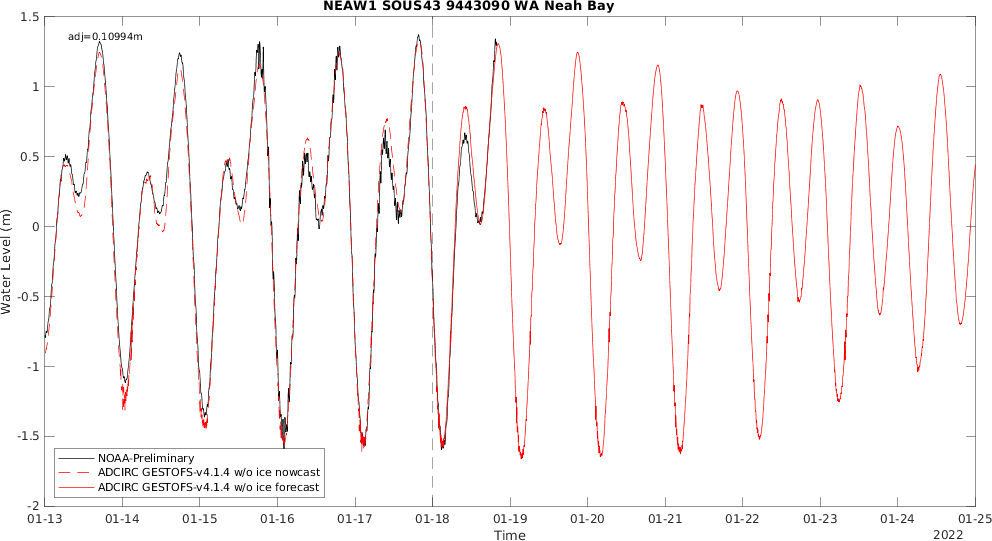 NEAW1 SOUS43 9443090 WA Neah Bay
adj=0.10994m
1.5
1
0.5
0
-0.5
-1
-1.5
-2
Water Level (m)
NOAA-Preliminary
ADCIRC GESTOFS-v4.1.4 w/o ice nowcast
ADCIRC GESTOFS-v4.1.4 w/o ice forecast
01-13 01-14 01-15 01-16 01-17 01-18 01-19 01-20 01-21 01-22 01-23 01-24 01-25
Time
2022